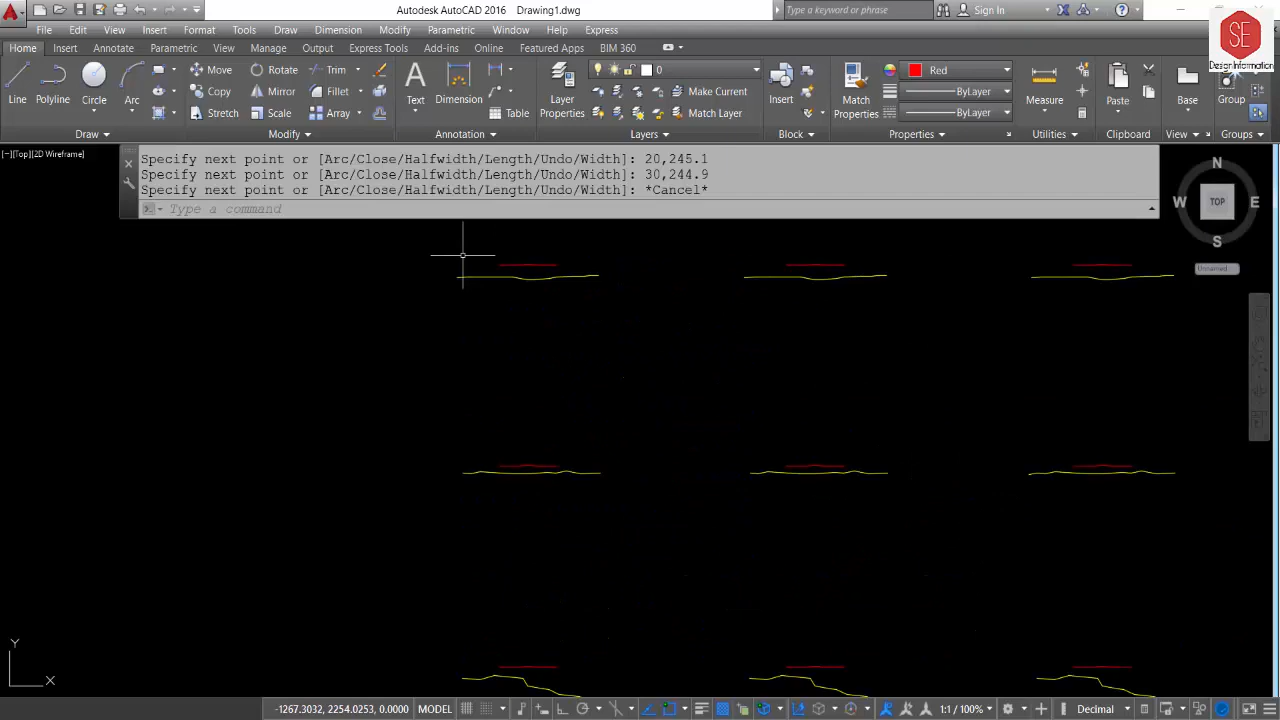 Autodesk AutoCAD 2016 Drawing1.dwg
Type a keyword or phrase
Sign In
File Edit View Insert Format Tools Draw Dimension Modify Parametric Window Help Express
Home Insert Annotate Parametric View Manage Output Express Tools Add-ins Online Featured Apps BIM 360
SE
Design Information
Line Polyline Circle Arc
Move Rotate Trim
Copy Mirror Fillet
Stretch Scale Array
Text Dimension Table
Layer Properties
0
Make Current
Match Layer
Insert
Match Properties
Red
ByLayer
ByLayer
Measure
Paste
Base
Group
Draw Modify Annotation Layers Block Properties Utilities Clipboard View Groups
[−][Top][2D Wireframe]
Specify next point or [Arc/Close/Halfwidth/Length/Undo/Width]: 20,245.1
Specify next point or [Arc/Close/Halfwidth/Length/Undo/Width]: 30,244.9
Specify next point or [Arc/Close/Halfwidth/Length/Undo/Width]: *Cancel*
Type a command
N
W TOP E
S
Unnamed
Y
X
-1267.3032, 2254.0253, 0.0000 MODEL 1:1 / 100% Decimal